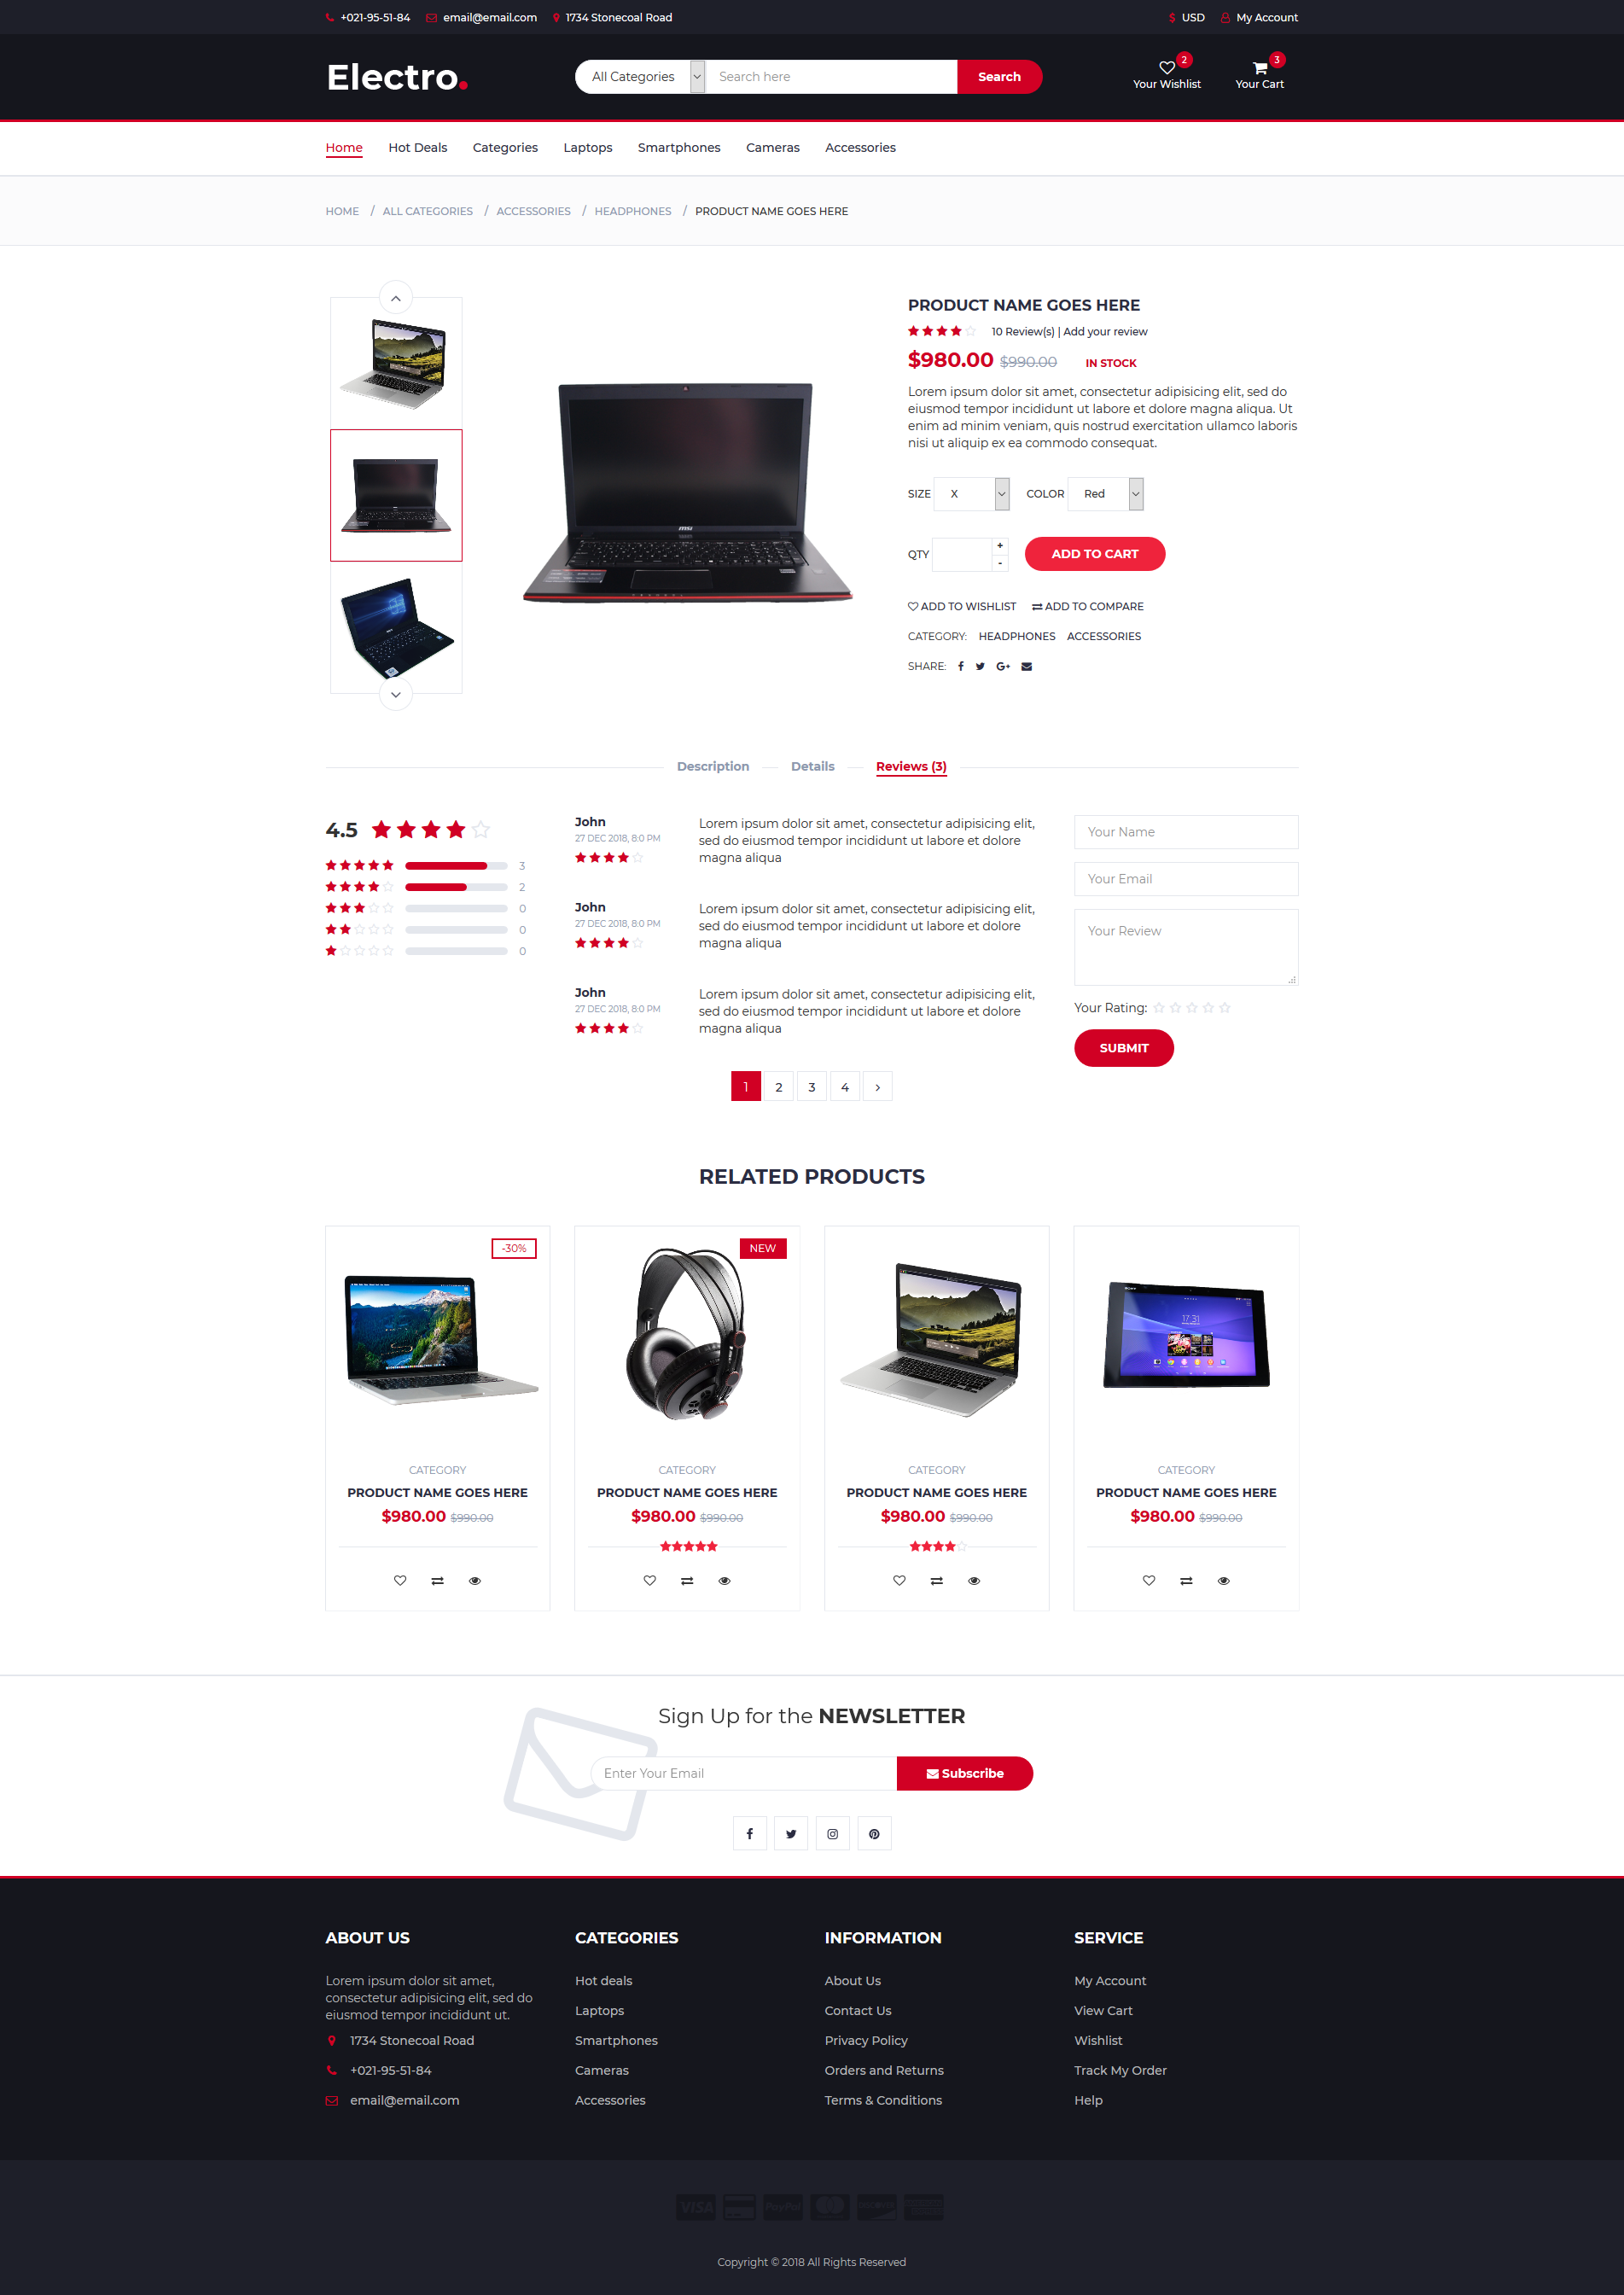 +021-95-51-84 email@email.com 1734 Stonecoal Road $ USD My Account
Electro.
All Categories Search here Search
2 3
Your Wishlist Your Cart
Home Hot Deals Categories Laptops Smartphones Cameras Accessories
HOME / ALL CATEGORIES / ACCESSORIES / HEADPHONES / PRODUCT NAME GOES HERE
PRODUCT NAME GOES HERE
10 Review(s) | Add your review
$980.00 $990.00 IN STOCK
Lorem ipsum dolor sit amet, consectetur adipisicing elit, sed do
eiusmod tempor incididunt ut labore et dolore magna aliqua. Ut
enim ad minim veniam, quis nostrud exercitation ullamco laboris
nisi ut aliquip ex ea commodo consequat.
SIZE X COLOR Red
QTY + - ADD TO CART
ADD TO WISHLIST ADD TO COMPARE
CATEGORY: HEADPHONES ACCESSORIES
SHARE:
msi
Description Details Reviews (3)
4.5
3
2
0
0
0
John
27 DEC 2018, 8:0 PM
Lorem ipsum dolor sit amet, consectetur adipisicing elit,
sed do eiusmod tempor incididunt ut labore et dolore
magna aliqua
John
27 DEC 2018, 8:0 PM
Lorem ipsum dolor sit amet, consectetur adipisicing elit,
sed do eiusmod tempor incididunt ut labore et dolore
magna aliqua
John
27 DEC 2018, 8:0 PM
Lorem ipsum dolor sit amet, consectetur adipisicing elit,
sed do eiusmod tempor incididunt ut labore et dolore
magna aliqua
1 2 3 4
Your Name
Your Email
Your Review
Your Rating:
SUBMIT
RELATED PRODUCTS
-30%
CATEGORY
PRODUCT NAME GOES HERE
$980.00 $990.00
NEW
CATEGORY
PRODUCT NAME GOES HERE
$980.00 $990.00
CATEGORY
PRODUCT NAME GOES HERE
$980.00 $990.00
SONY
17:31
CATEGORY
PRODUCT NAME GOES HERE
$980.00 $990.00
Sign Up for the NEWSLETTER
Enter Your Email Subscribe
ABOUT US
Lorem ipsum dolor sit amet,
consectetur adipisicing elit, sed do
eiusmod tempor incididunt ut.
1734 Stonecoal Road
+021-95-51-84
email@email.com
CATEGORIES
Hot deals
Laptops
Smartphones
Cameras
Accessories
INFORMATION
About Us
Contact Us
Privacy Policy
Orders and Returns
Terms & Conditions
SERVICE
My Account
View Cart
Wishlist
Track My Order
Help
VISA PayPal DISCOVER
Copyright © 2018 All Rights Reserved